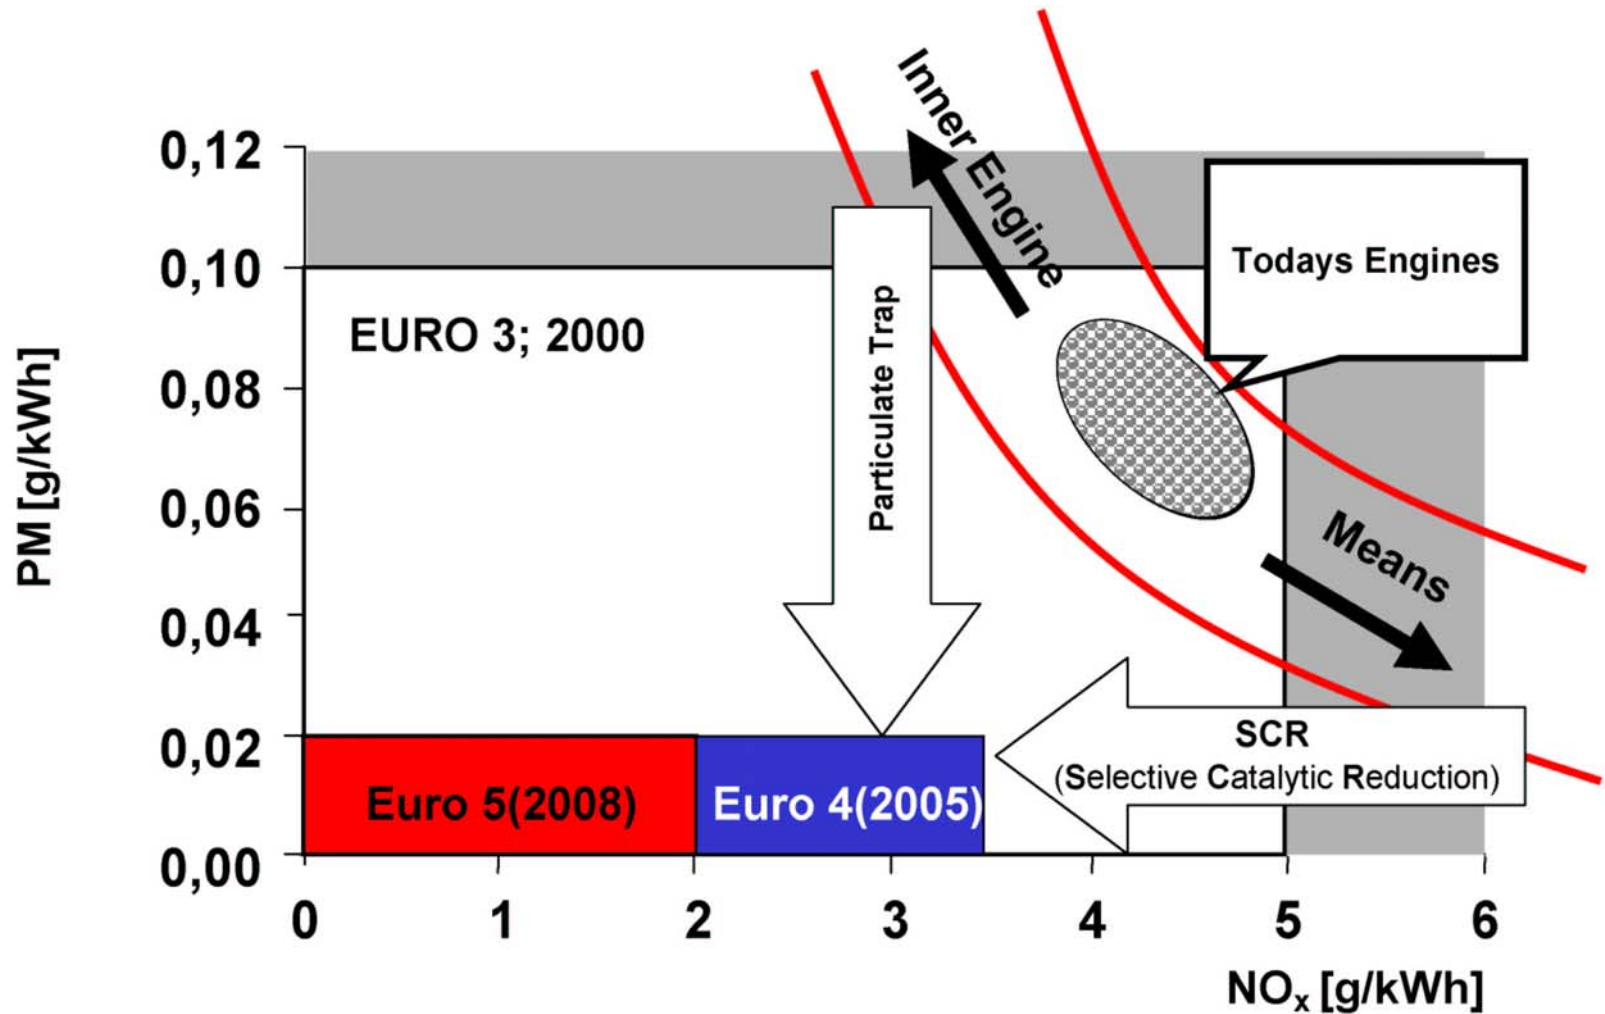 Inner Engine
0,12
0,10
0,08
0,06
0,04
0,02
0,00
PM [g/kWh]
EURO 3; 2000
Particulate Trap
Todays Engines
Means
SCR
(Selective Catalytic Reduction)
Euro 5(2008)
Euro 4(2005)
0
1
2
3
4
5
6
NOx [g/kWh]